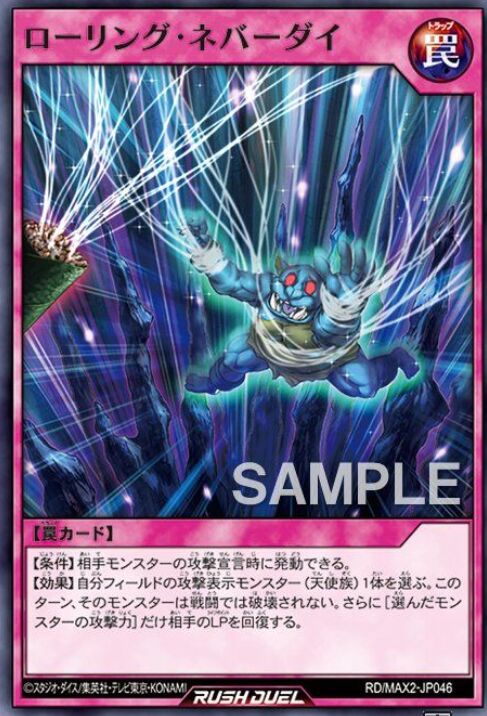 ローリング・ネバーダイ
トラップ
罠
SAMPLE
【罠カード】
【条件】相手モンスターの攻撃宣言時に発動できる。
【効果】自分フィールドの攻撃表示モンスター（天使族）1体を選ぶ。この
ターン、そのモンスターは戦闘では破壊されない。さらに［選んだモン
スターの攻撃力］だけ相手のLPを回復する。
©スタジオ・ダイス/集英社・テレビ東京・KONAMI
RUSH DUEL
RD/MAX2-JP046